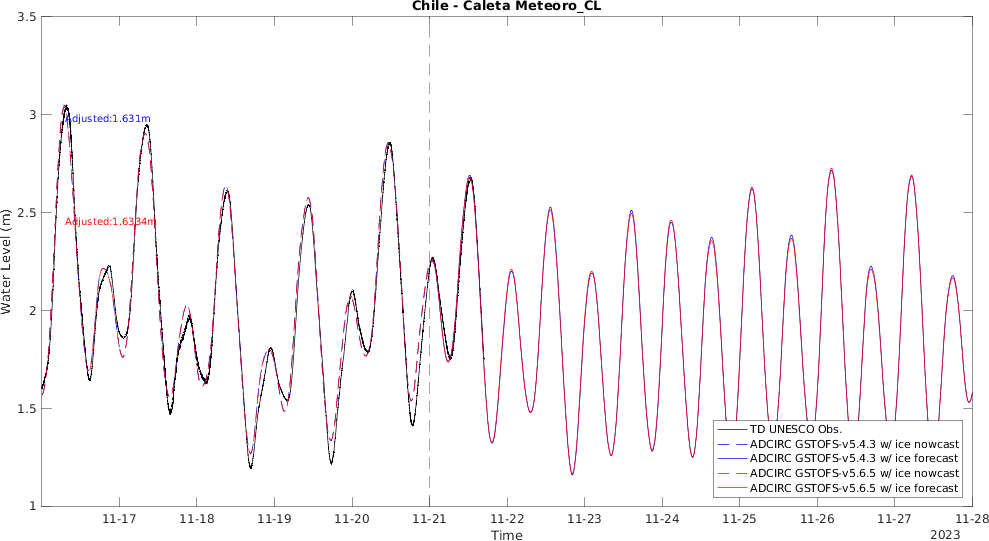 Chile - Caleta Meteoro_CL
3.5
3
2.5
2
1.5
1
Water Level (m)
Adjusted:1.631m
Adjusted:1.6334m
TD UNESCO Obs.
ADCIRC GSTOFS-v5.4.3 w/ ice nowcast
ADCIRC GSTOFS-v5.4.3 w/ ice forecast
ADCIRC GSTOFS-v5.6.5 w/ ice nowcast
ADCIRC GSTOFS-v5.6.5 w/ ice forecast
11-17 11-18 11-19 11-20 11-21 11-22 11-23 11-24 11-25 11-26 11-27 11-28
Time
2023